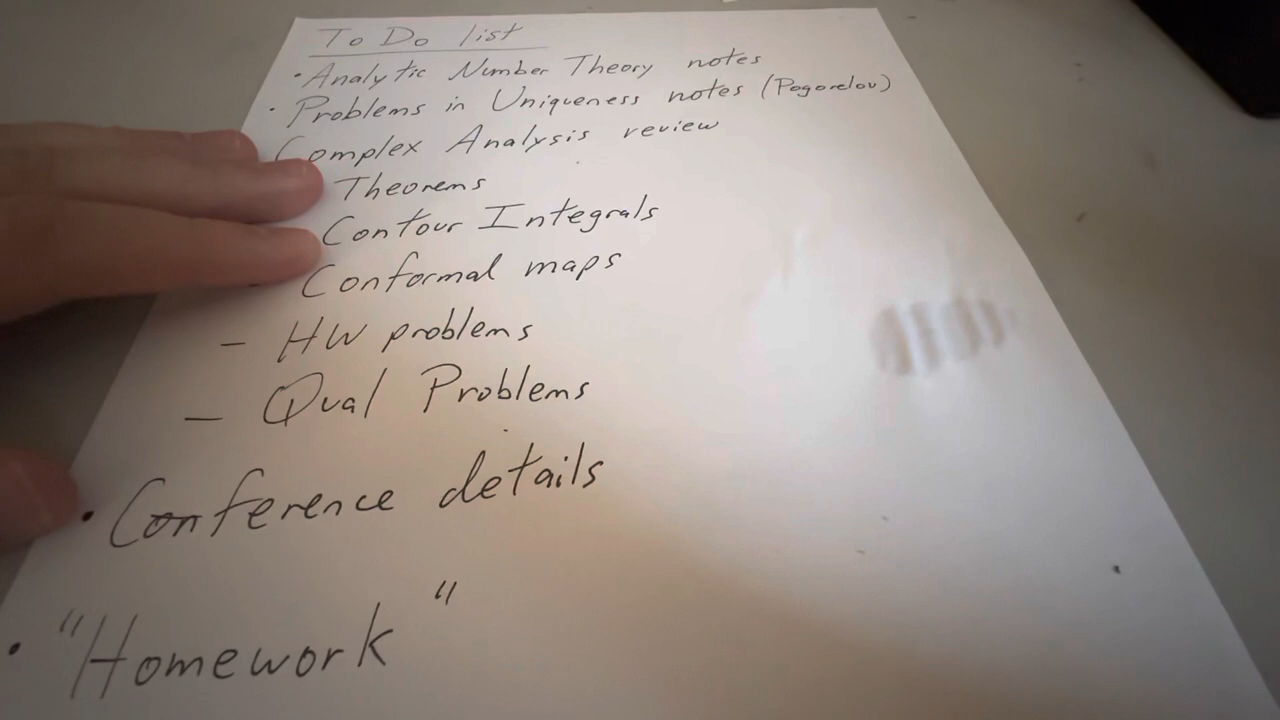 To Do list
· Analytic Number Theory notes
· Problems in Uniqueness notes (Pogorelov)
Complex Analysis review
Theorems
Contour Integrals
Conformal maps
- HW problems
- Qual Problems
· Conference details
· "Homework"